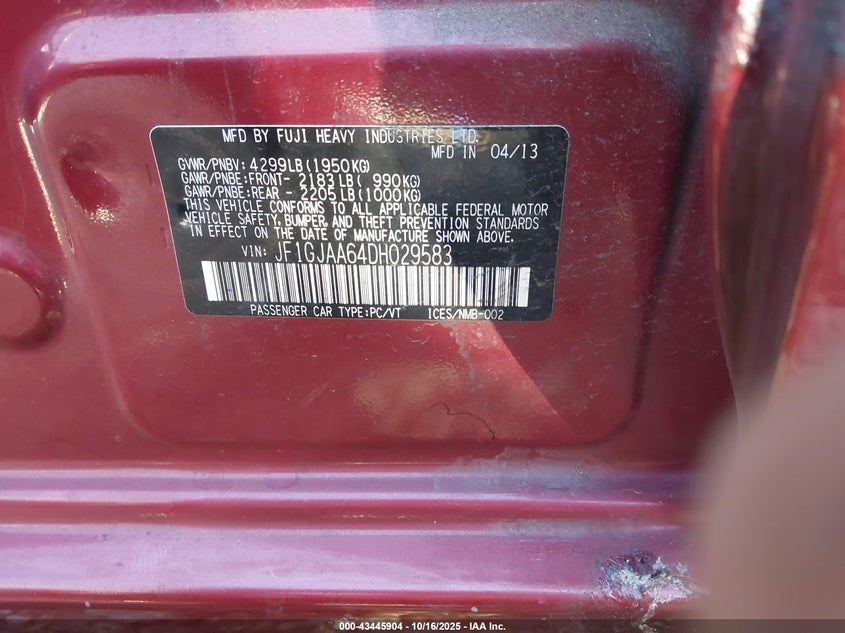 MFD BY FUJI HEAVY INDUSTRIES LTD.
MFD IN 04/13
GVWR/PNBV: 4299LB(1950KG)
GAWR/PNBE:FRONT- 2183LB( 990KG)
GAWR/PNBE:REAR - 2205LB(1000KG)
THIS VEHICLE CONFORMS TO ALL APPLICABLE FEDERAL MOTOR
VEHICLE SAFETY, BUMPER, AND THEFT PREVENTION STANDARDS
IN EFFECT ON THE DATE OF MANUFACTURE SHOWN ABOVE.
VIN: JF1GJAA64DH029583
PASSENGER CAR TYPE:PC/VT ICES/NMB-002
000-43445904 - 10/16/2025 - IAA Inc.